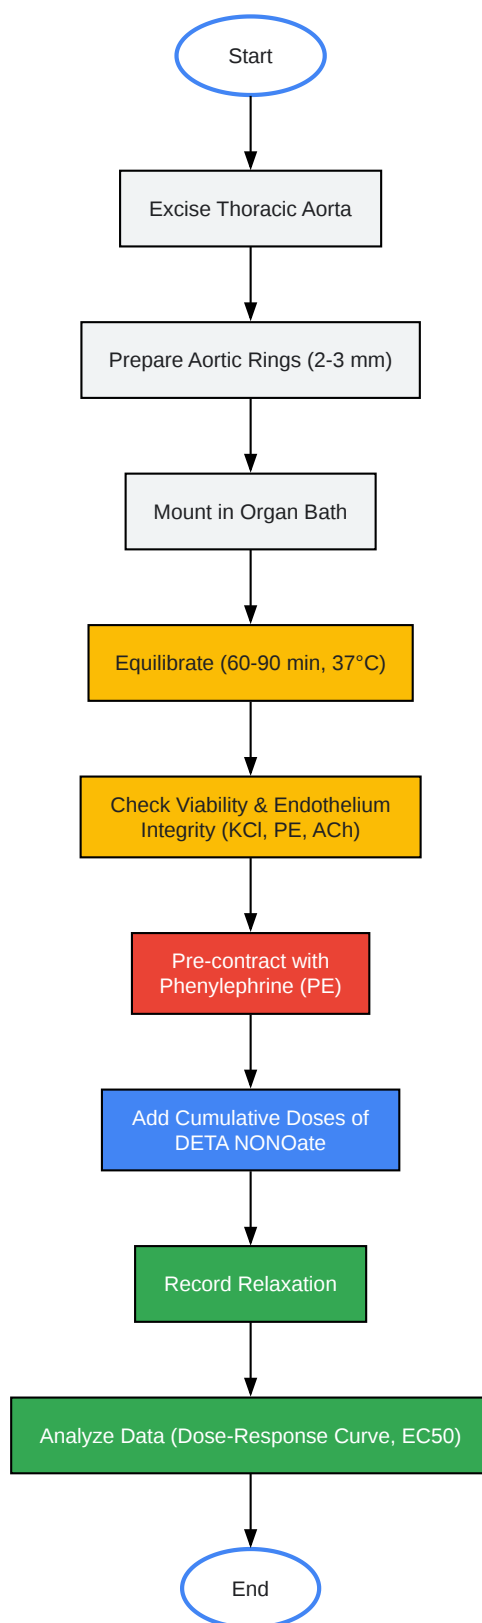 Start
Excise Thoracic Aorta
Prepare Aortic Rings (2-3 mm)
Mount in Organ Bath
Equilibrate (60-90 min, 37°C)
Check Viability & Endothelium
Integrity (KCl, PE, ACh)
Pre-contract with
Phenylephrine (PE)
Add Cumulative Doses of
DETA NONOate
Record Relaxation
Analyze Data (Dose-Response Curve, EC50)
End